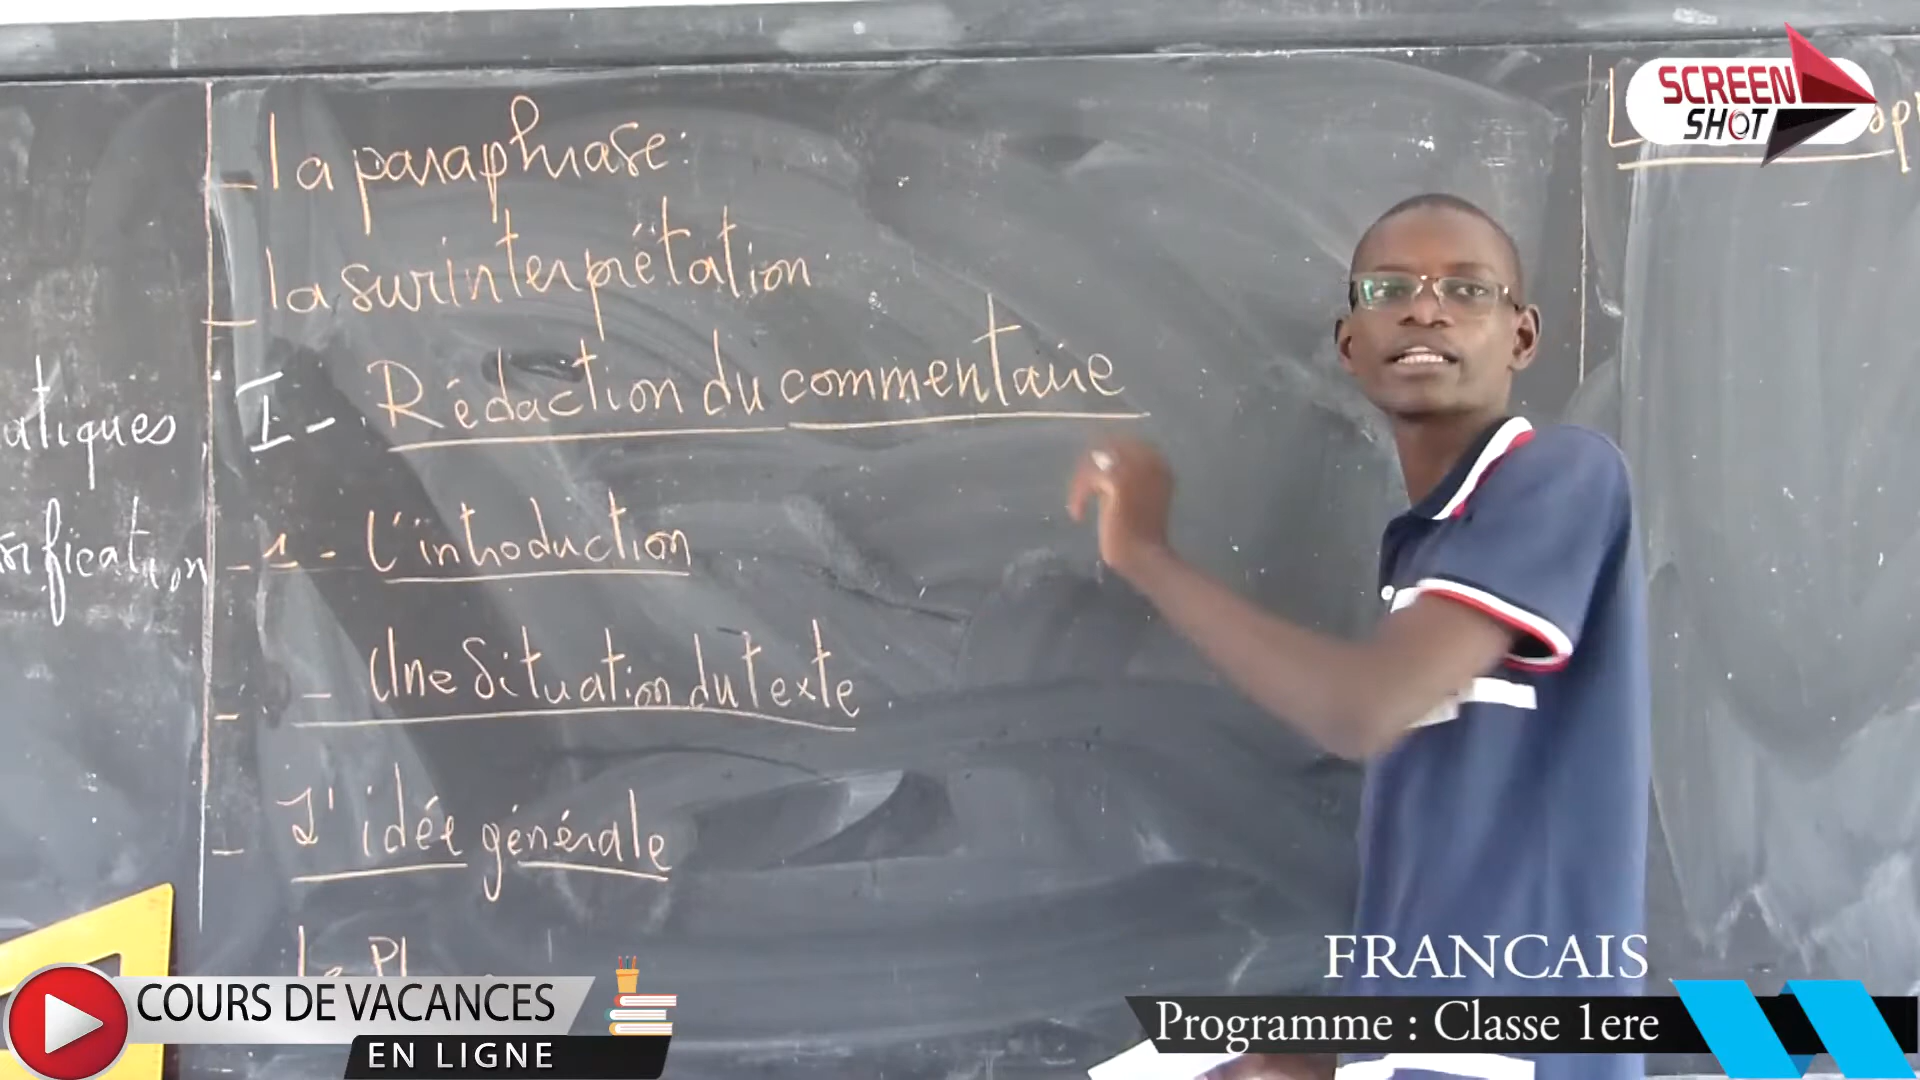 - la paraphrase
- la surinterprétation
I - Rédaction du commentaire
atiques
1 - L'introduction
- Une situation du texte
- L'idée générale
SCREEN
SHOT
FRANCAIS
Programme : Classe 1ere
COURS DE VACANCES
EN LIGNE